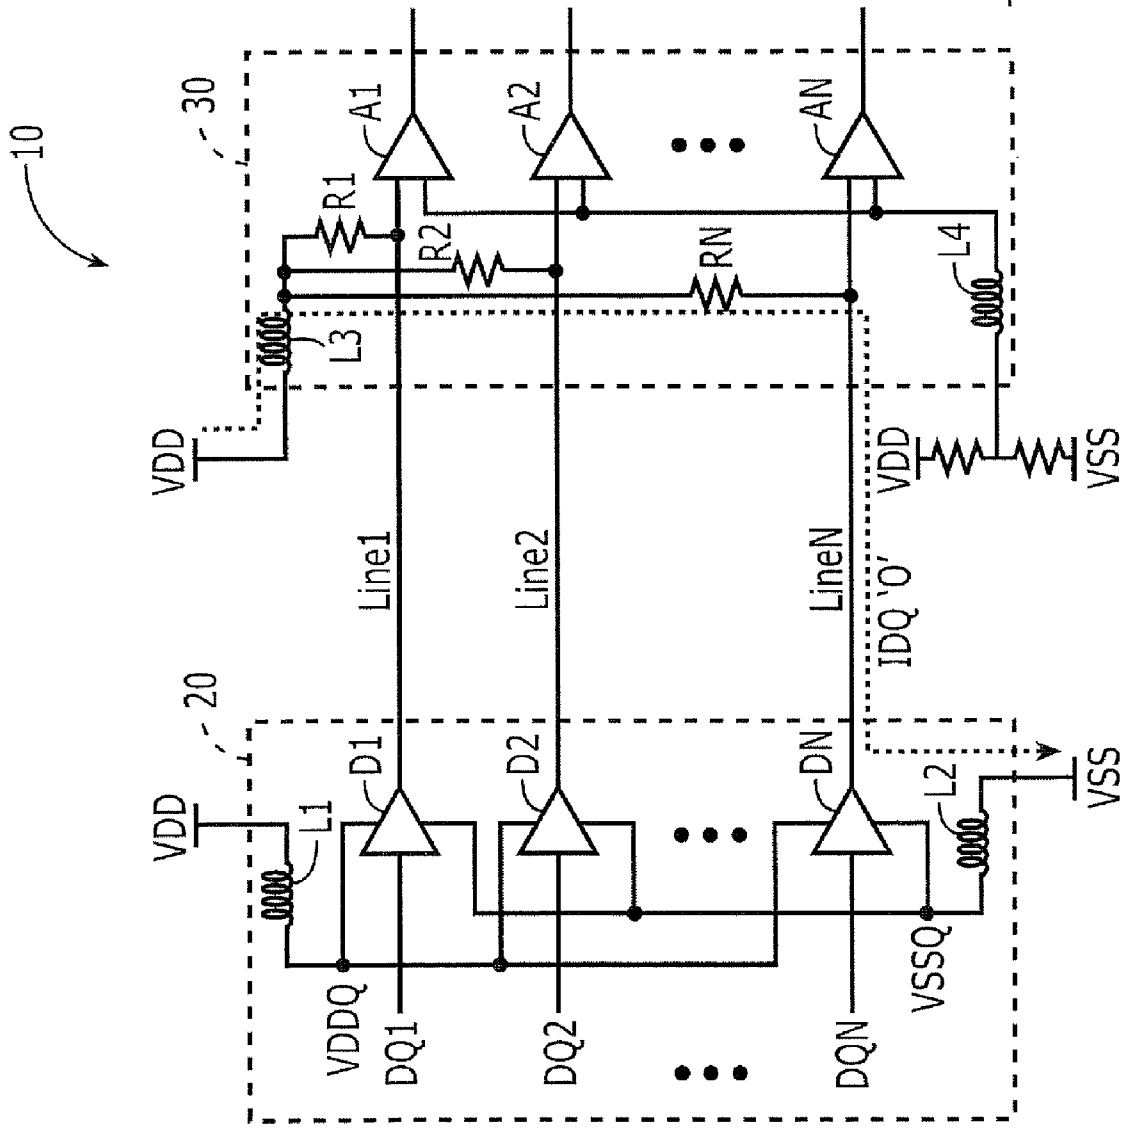 10
20
30
VDD
VDD
L1
L3
R1
VDDQ
DQ1
D1
Line1
A1
R2
DQ2
D2
Line2
A2
RN
DQN
DN
LineN
AN
IDQ '0'
VDD
VSSQ
L2
L4
VSS
VSS